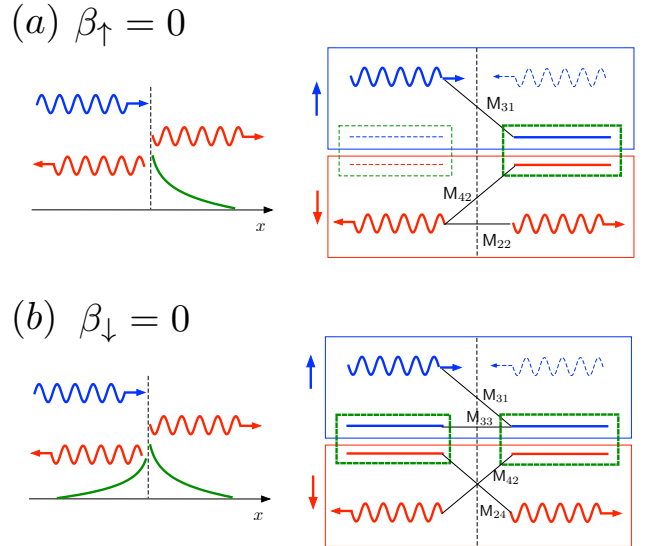 (a) β↑ = 0
M31
M42
M22
x
(b) β↓ = 0
M31
M33
M42
M24
x